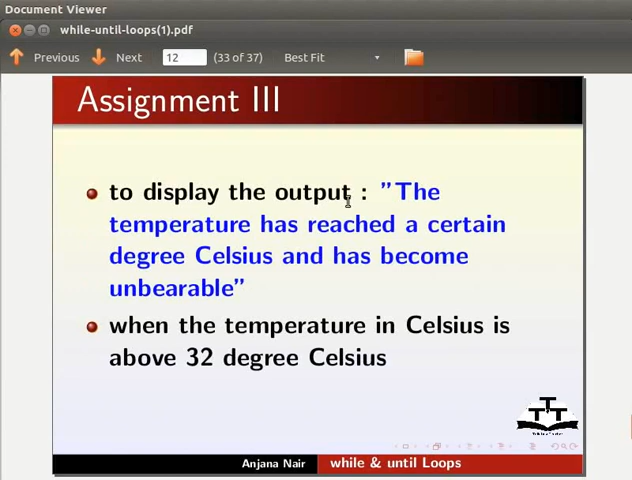 Document Viewer
while-until-loops(1).pdf
Previous Next 12 (33 of 37) Best Fit
Assignment III
to display the output : ”The
temperature has reached a certain
degree Celsius and has become
unbearable”
when the temperature in Celsius is
above 32 degree Celsius
Anjana Nair while & until Loops